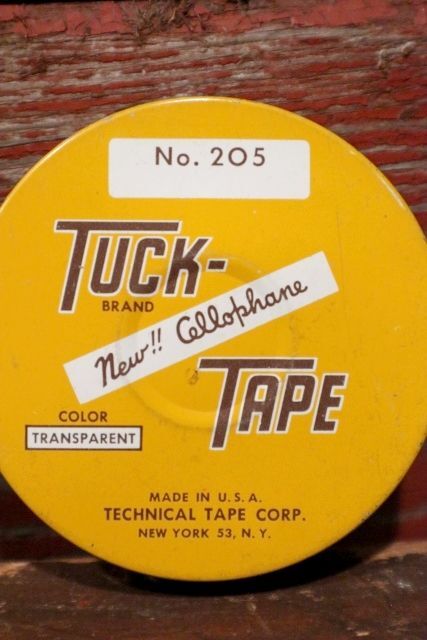 No. 205
TUCK-
BRAND
New!! Cellophane
TAPE
COLOR
TRANSPARENT
MADE IN U.S.A.
TECHNICAL TAPE CORP.
NEW YORK 53, N.Y.